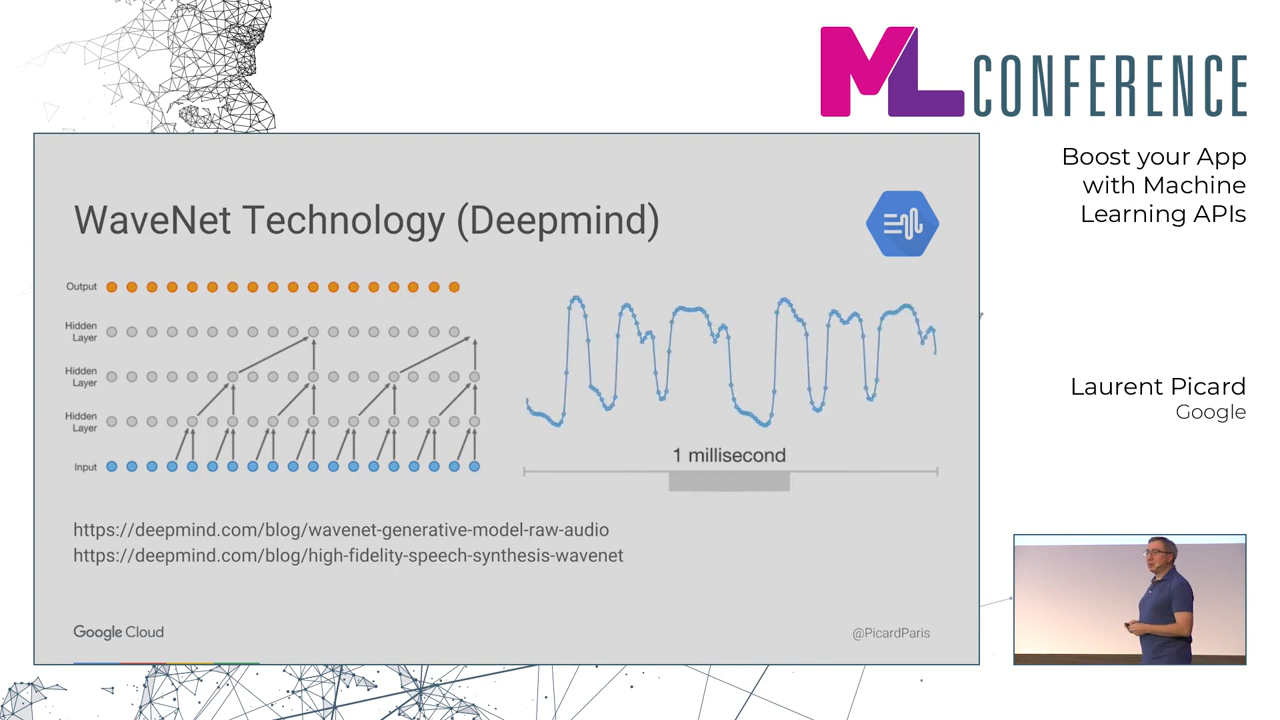 ML CONFERENCE
Boost your App
with Machine
Learning APIs
WaveNet Technology (Deepmind)
Output
Hidden
Layer
Hidden
Layer
Hidden
Layer
Input
1 millisecond
https://deepmind.com/blog/wavenet-generative-model-raw-audio
https://deepmind.com/blog/high-fidelity-speech-synthesis-wavenet
Google Cloud
@PicardParis
Laurent Picard
Google